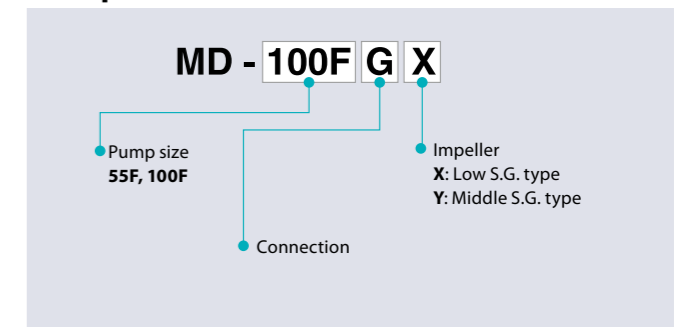 MD - 100F G X
Pump size
55F, 100F
Impeller
X: Low S.G. type
Y: Middle S.G. type
Connection